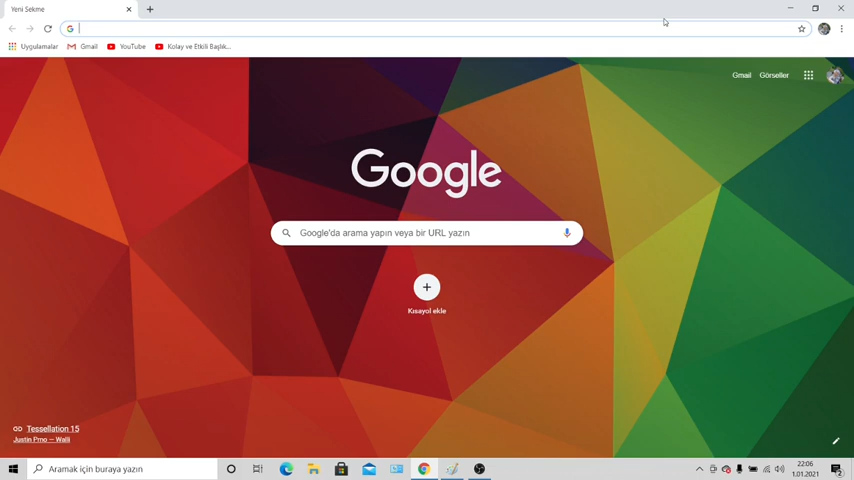 Yeni Sekme
Uygulamalar
Gmail
YouTube
Kolay ve Etkili Başlık...
Gmail
Görseller
Google
Google'da arama yapın veya bir URL yazın
Kısayol ekle
Tessellation 15
Justin Prno — Walli
Aramak için buraya yazın
22:06
1.01.2021
2